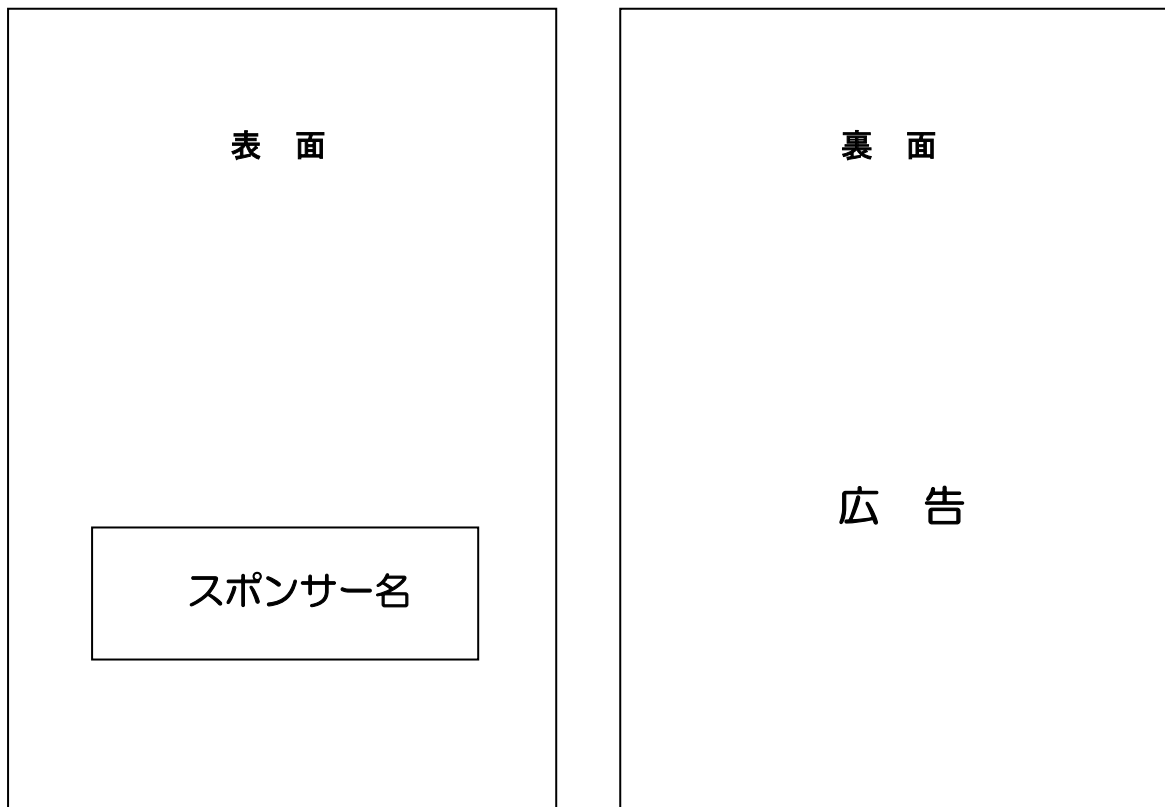 表　面
スポンサー名
裏　面
広　告